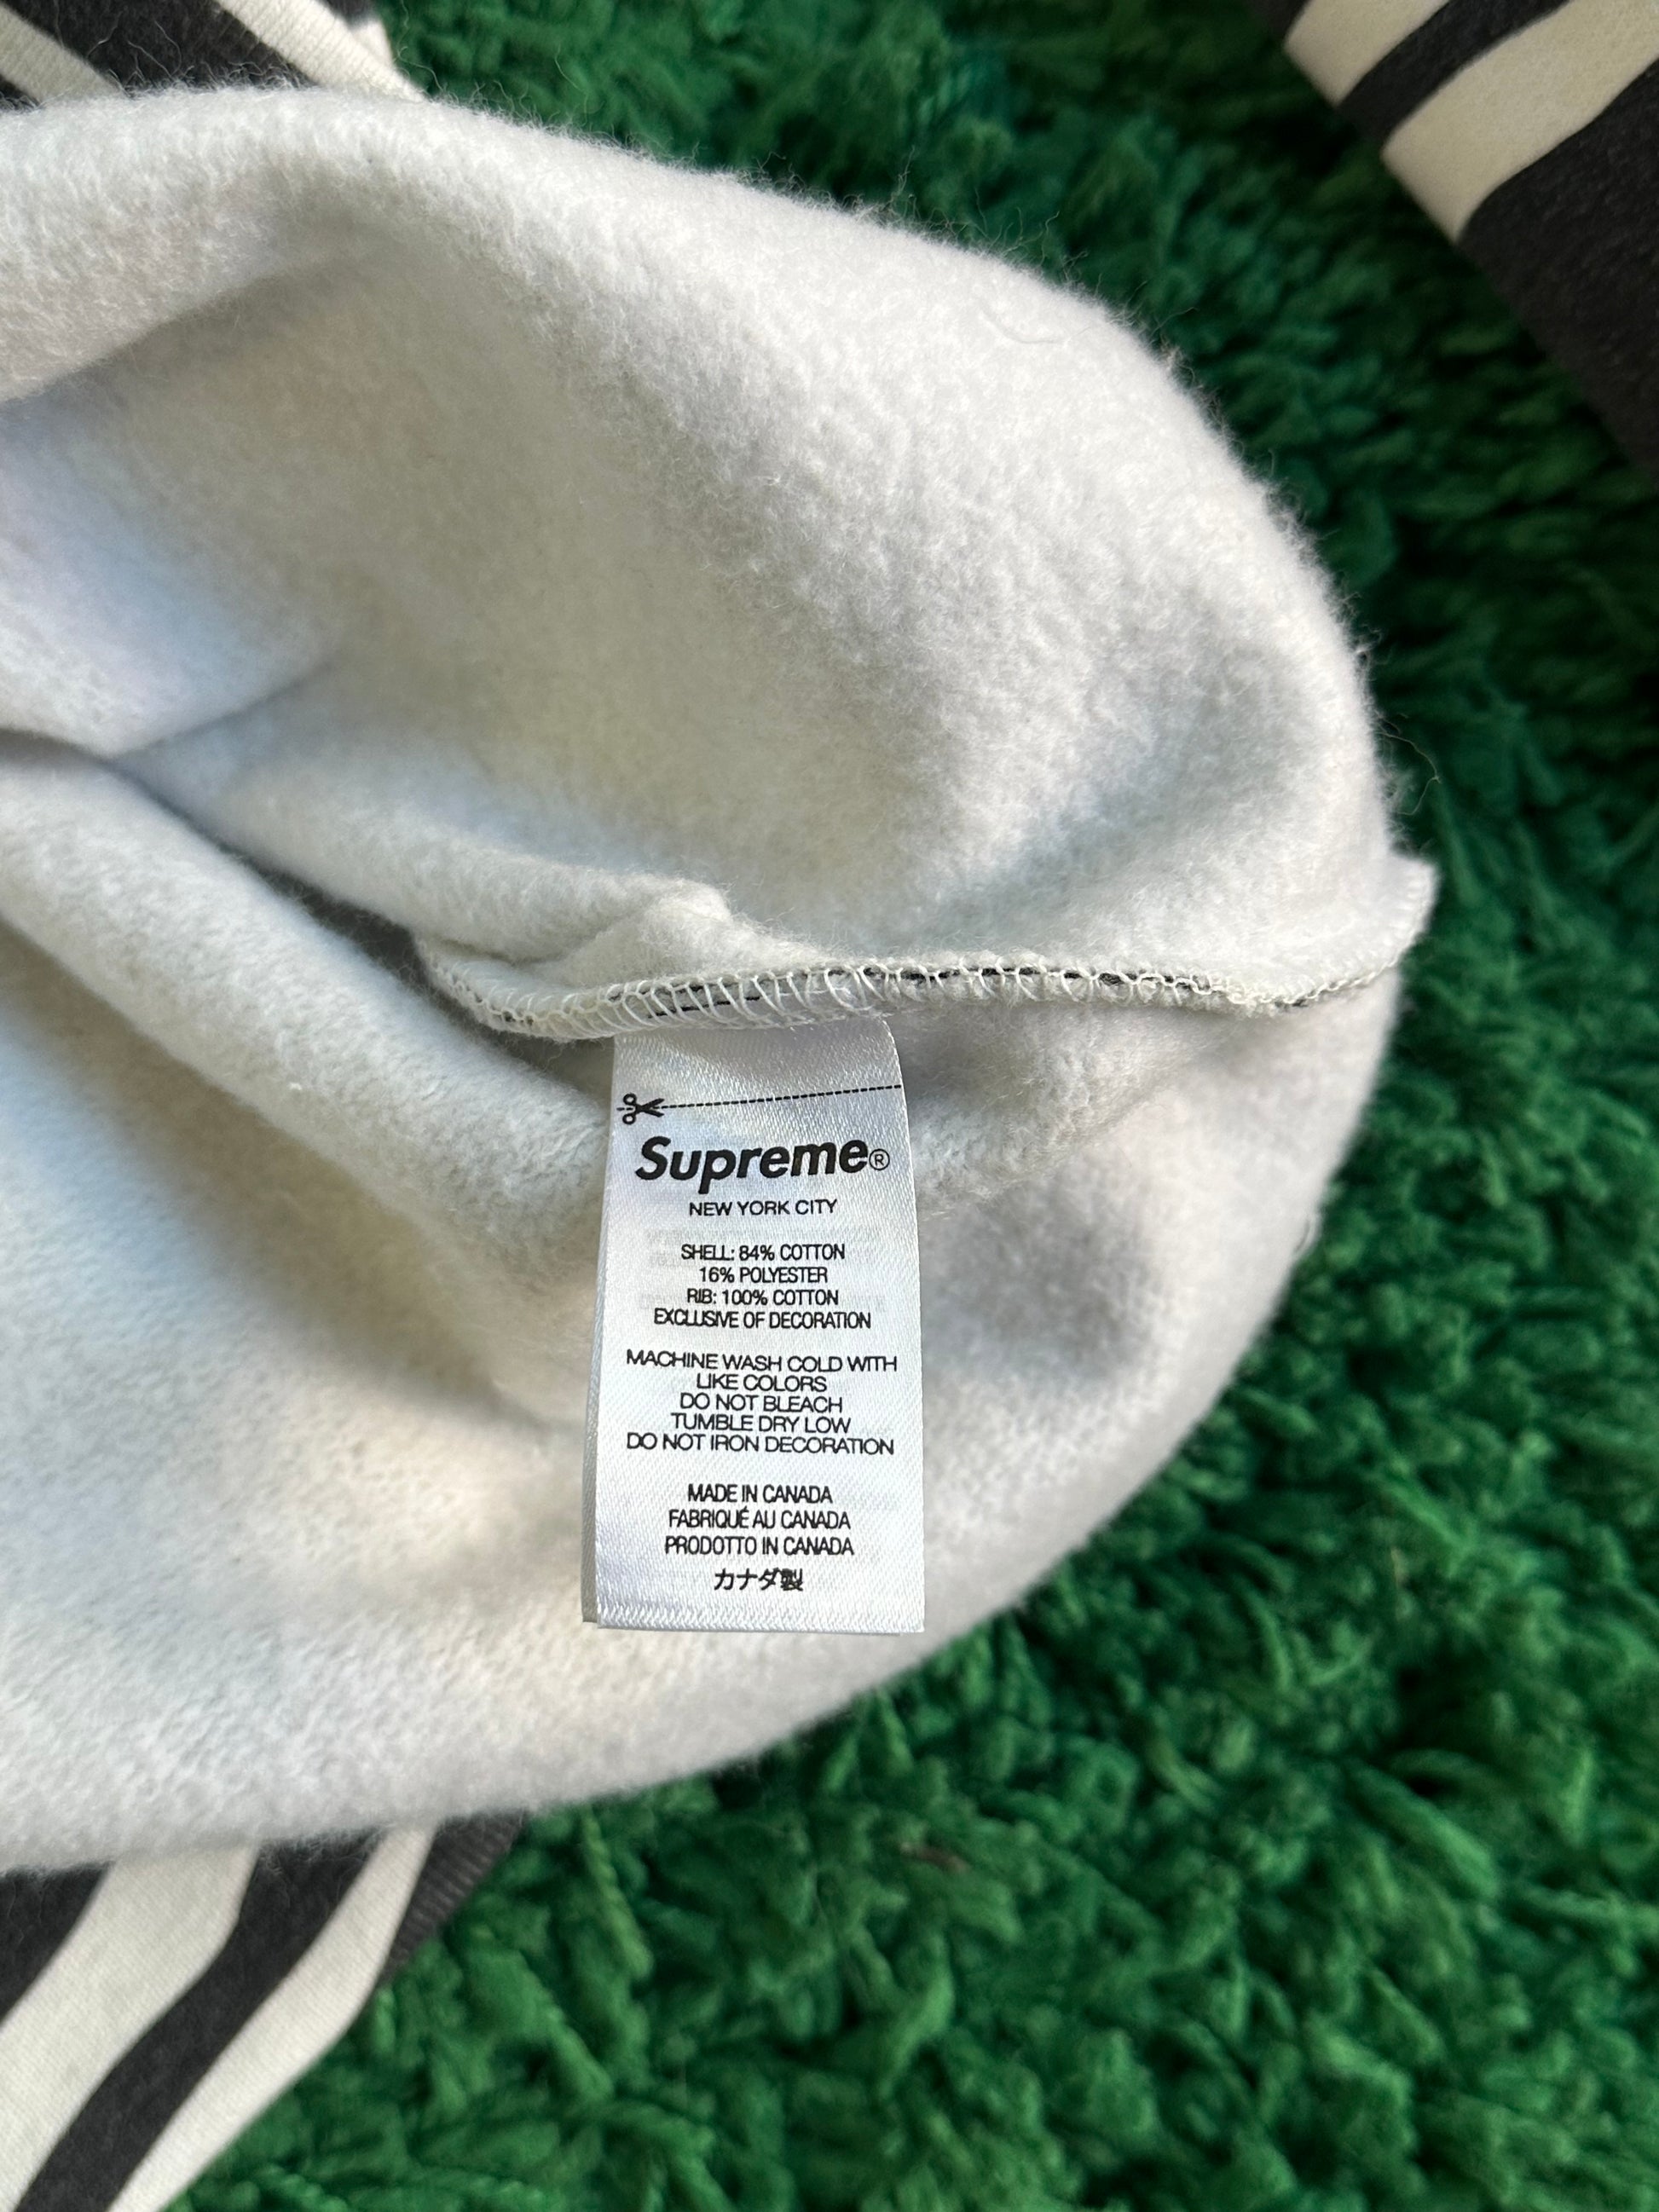 Supreme®
NEW YORK CITY
SHELL: 84% COTTON
16% POLYESTER
RIB: 100% COTTON
EXCLUSIVE OF DECORATION
MACHINE WASH COLD WITH
LIKE COLORS
DO NOT BLEACH
TUMBLE DRY LOW
DO NOT IRON DECORATION
MADE IN CANADA
FABRIQUÉ AU CANADA
PRODOTTO IN CANADA
カナダ製